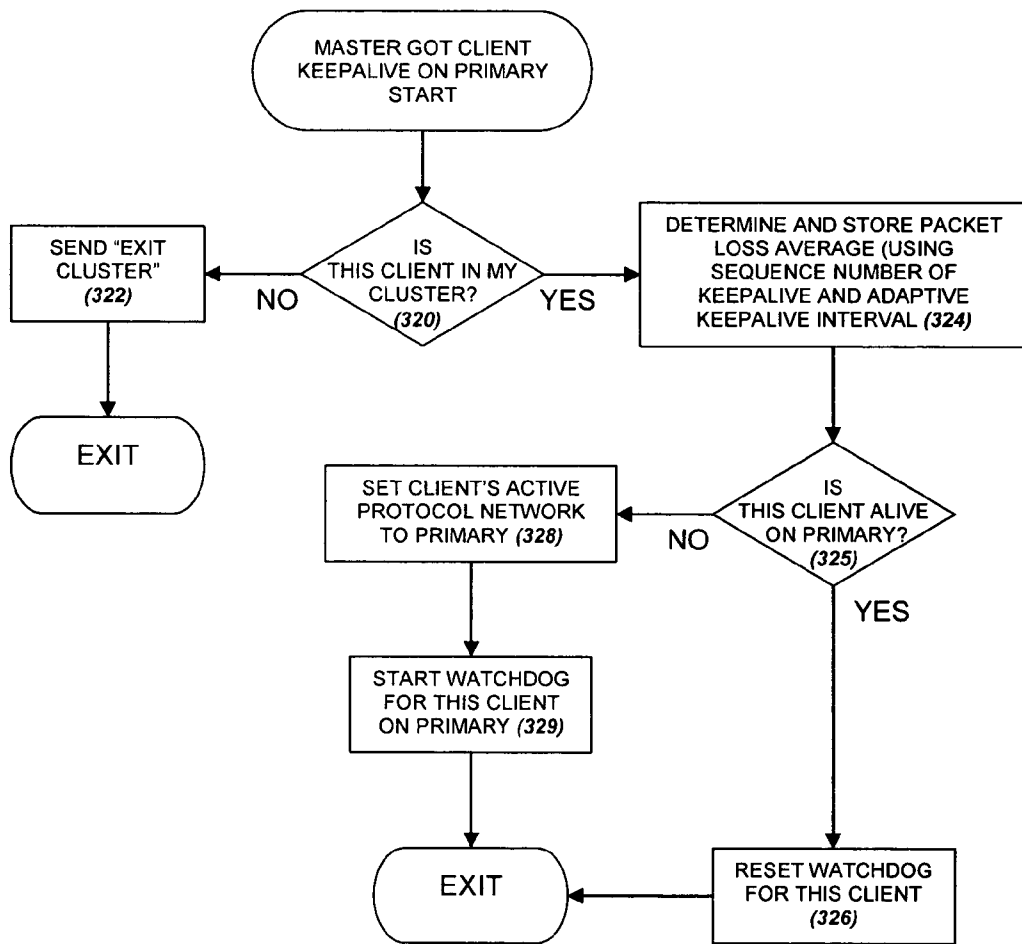 MASTER GOT CLIENT
KEEPALIVE ON PRIMARY
START
IS
THIS CLIENT IN MY
CLUSTER?
(320)
NO
YES
SEND "EXIT
CLUSTER"
(322)
EXIT
DETERMINE AND STORE PACKET
LOSS AVERAGE (USING
SEQUENCE NUMBER OF
KEEPALIVE AND ADAPTIVE
KEEPALIVE INTERVAL (324)
IS
THIS CLIENT ALIVE
ON PRIMARY?
(325)
NO
YES
SET CLIENT'S ACTIVE
PROTOCOL NETWORK
TO PRIMARY (328)
START WATCHDOG
FOR THIS CLIENT
ON PRIMARY (329)
EXIT
RESET WATCHDOG
FOR THIS CLIENT
(326)